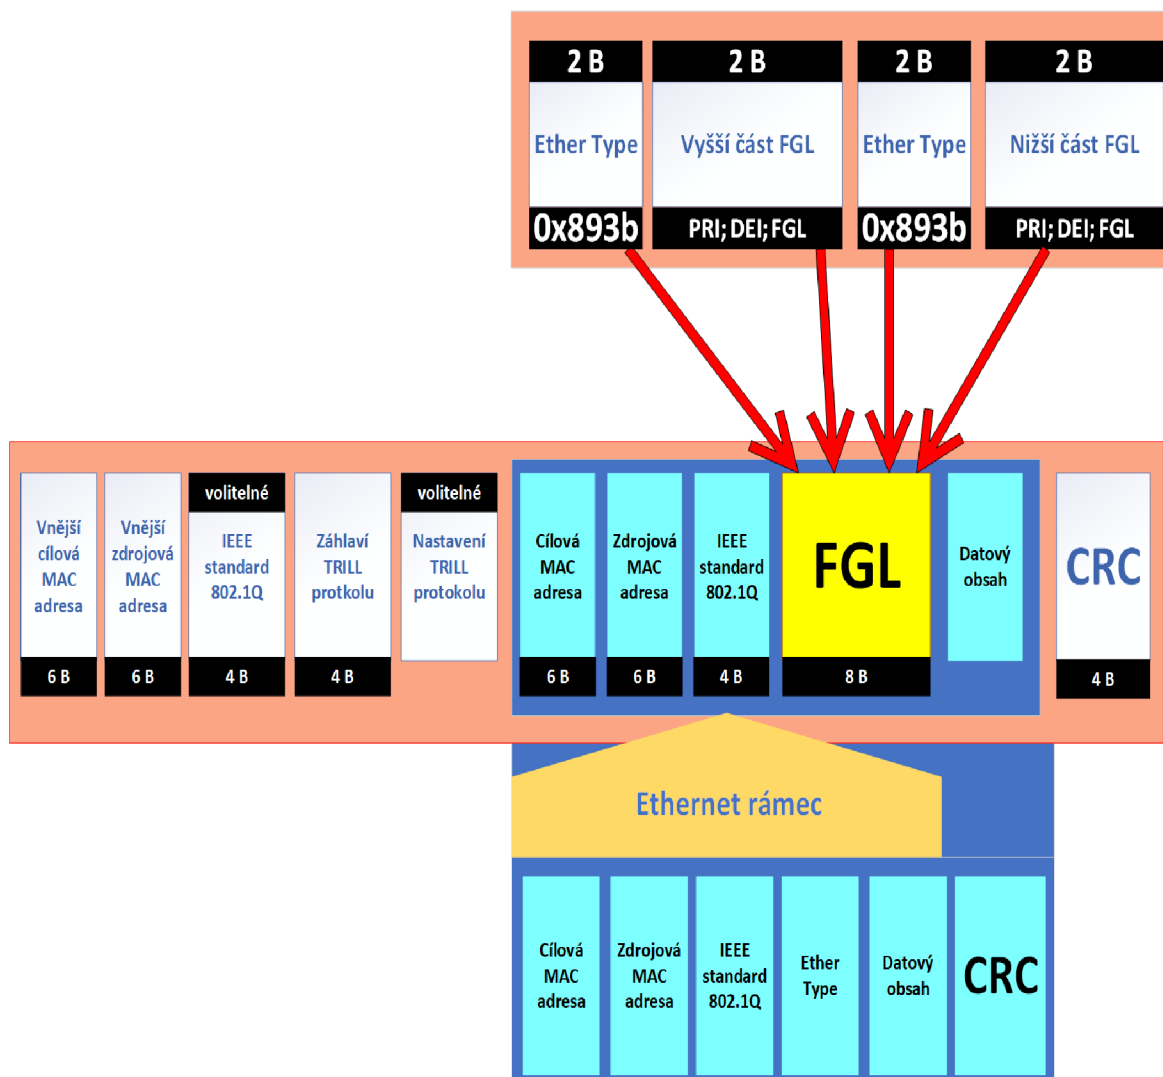 2 B
2 B
2 B
2 B
Ether Type
Vyšší část FGL
Ether Type
Nižší část FGL
0x893b
PRI; DEI; FGL
0x893b
PRI; DEI; FGL
Vnější
cílová
MAC
adresa
6 B
Vnější
zdrojová
MAC
adresa
6 B
volitelné
IEEE
standard
802.1Q
4 B
Záhlaví
TRILL
protkolu
4 B
volitelné
Nastavení
TRILL
protokolu
Cílová
MAC
adresa
6 B
Zdrojová
MAC
adresa
6 B
IEEE
standard
802.1Q
4 B
FGL
8 B
Datový
obsah
CRC
4 B
Ethernet rámec
Cílová
MAC
adresa
Zdrojová
MAC
adresa
IEEE
standard
802.1Q
Ether
Type
Datový
obsah
CRC